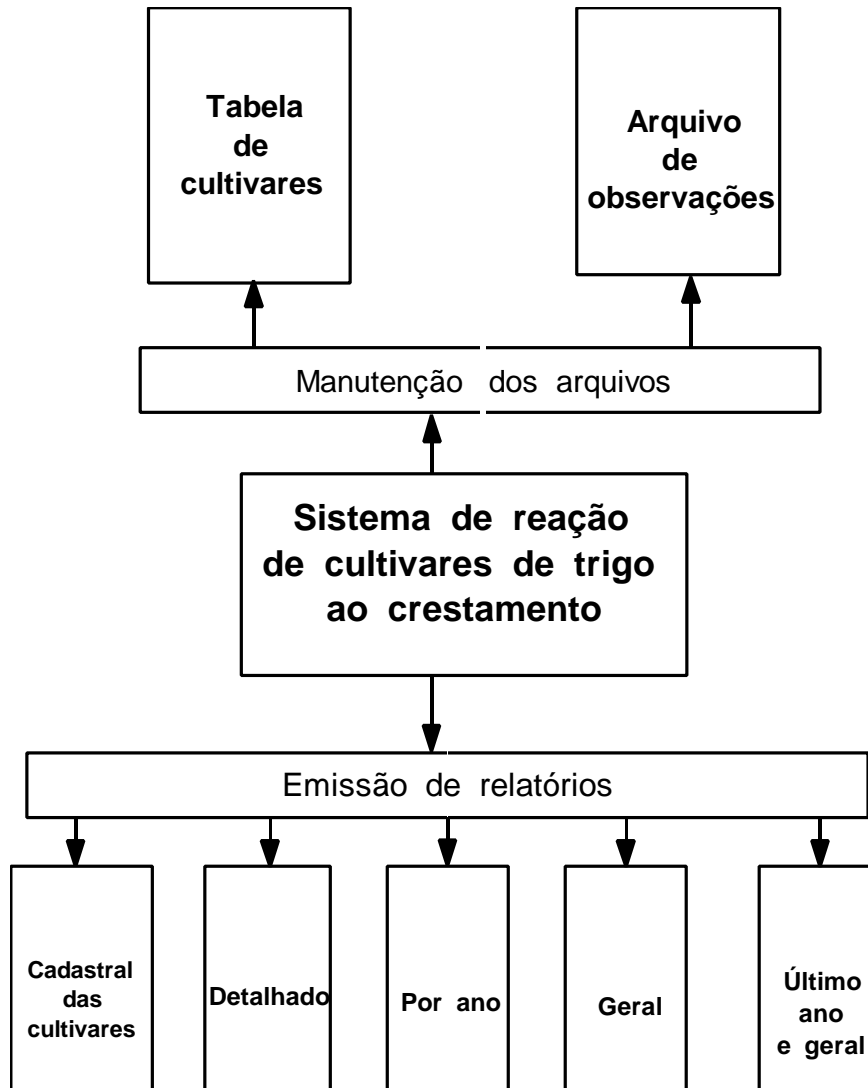 Tabela
de
cultivares
Arquivo
de
observações
Manutenção dos arquivos
Sistema de reação
de cultivares de trigo
ao crestamento
Emissão de relatórios
Cadastral
das
cultivares
Detalhado
Por ano
Geral
Último
ano
e geral